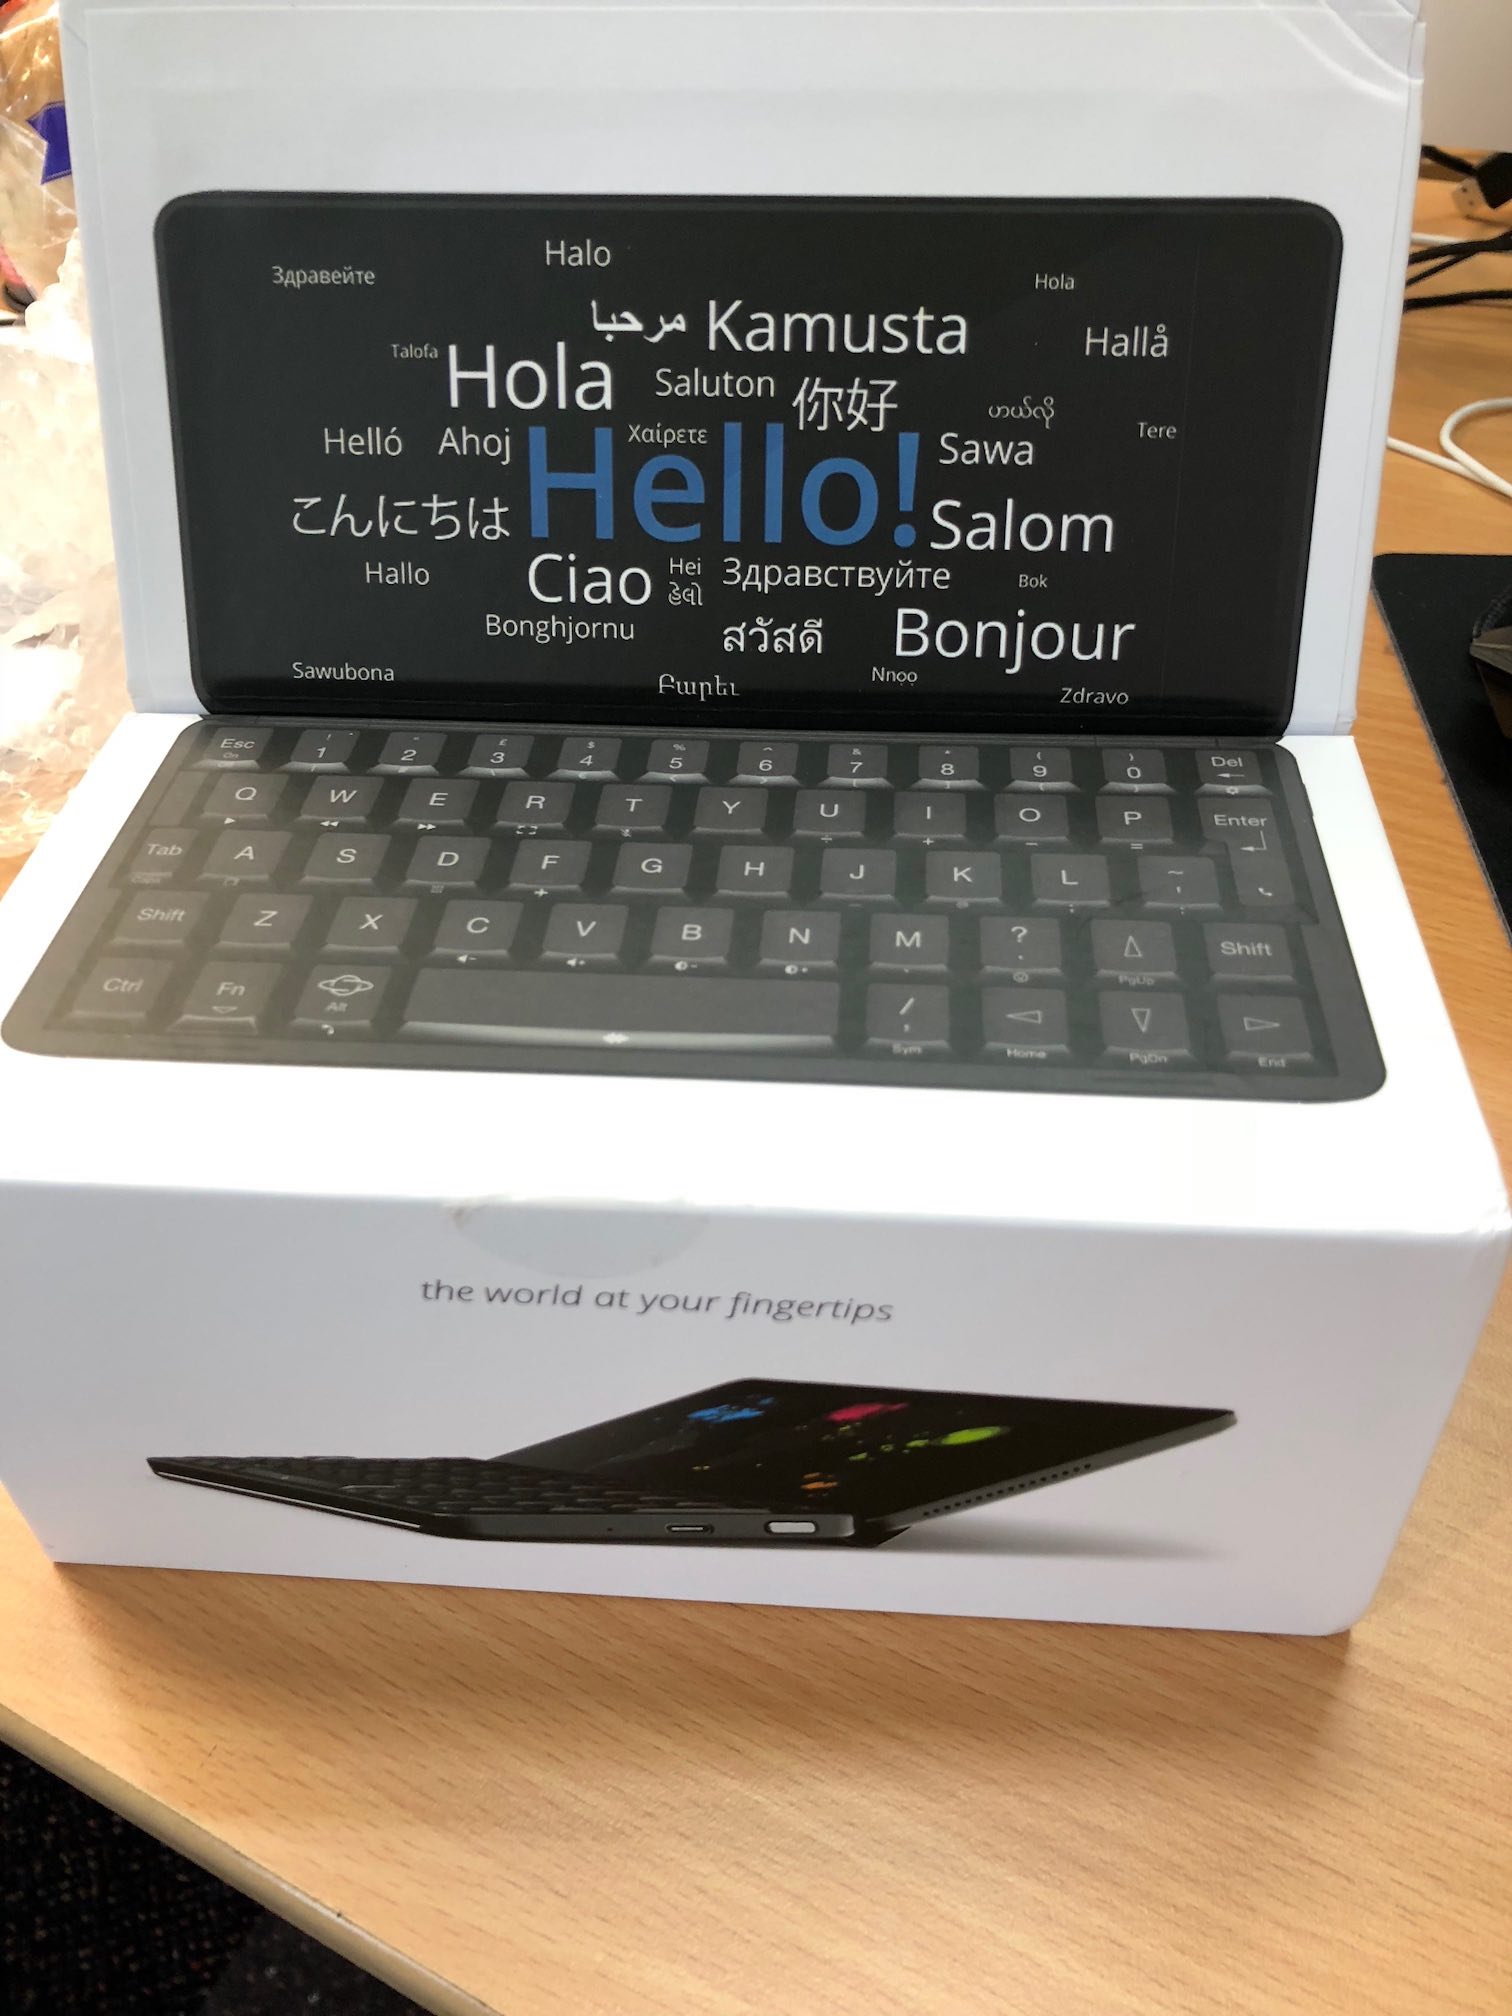 Halo
Здравейте
Hola
مرحبا Kamusta
Hallå
Talofa
Hola Saluton 你好
ဟယ်လို
Tere
Helló Ahoj Χαίρετε
Hello!
Sawa
こんにちは
Salom
Hallo Ciao Hei Здравствуйте Bok
હેલો
Bonghjornu สวัสดี Bonjour
Sawubona Բարեւ Nnọọ Zdravo
Esc 1 2 3 4 5 6 7 8 9 0 Del
On
Q W E R T Y U I O P Enter
Tab A S D F G H J K L
Caps
Shift Z X C V B N M ? Shift
PgUp
Ctrl Fn Alt
Sym Home PgDn End
the world at your fingertips